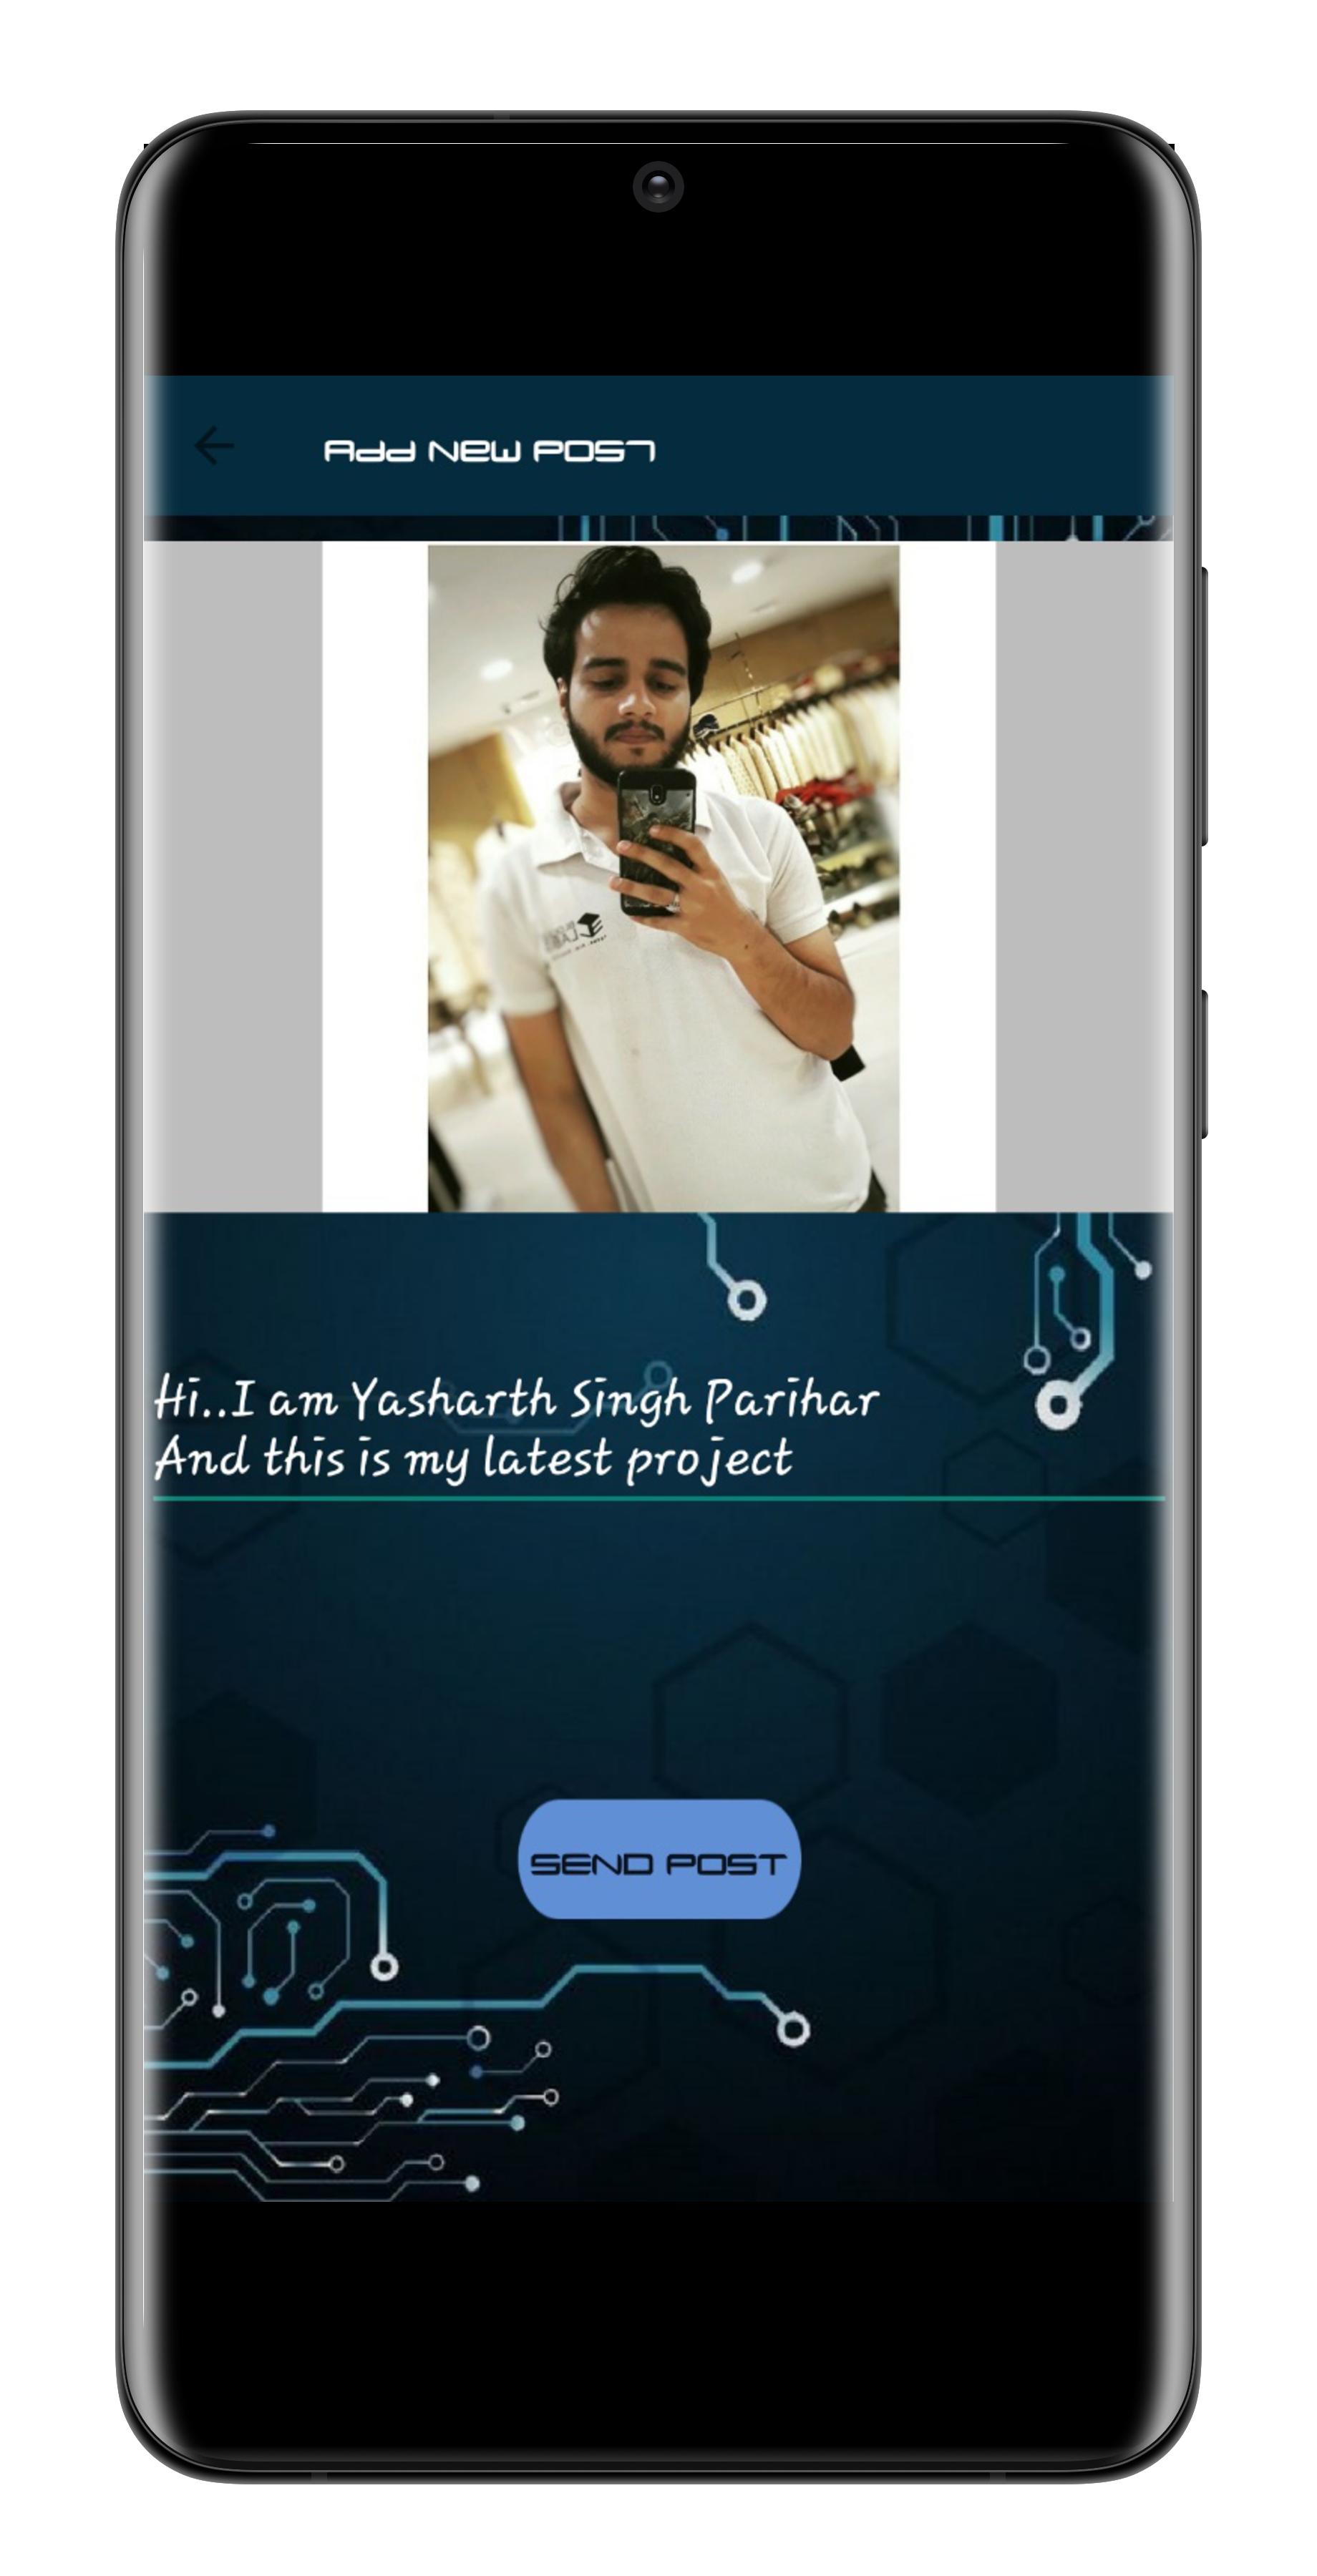 Add New Post
Hi..I am Yasharth Singh Parihar
And this is my latest project
SEND POST